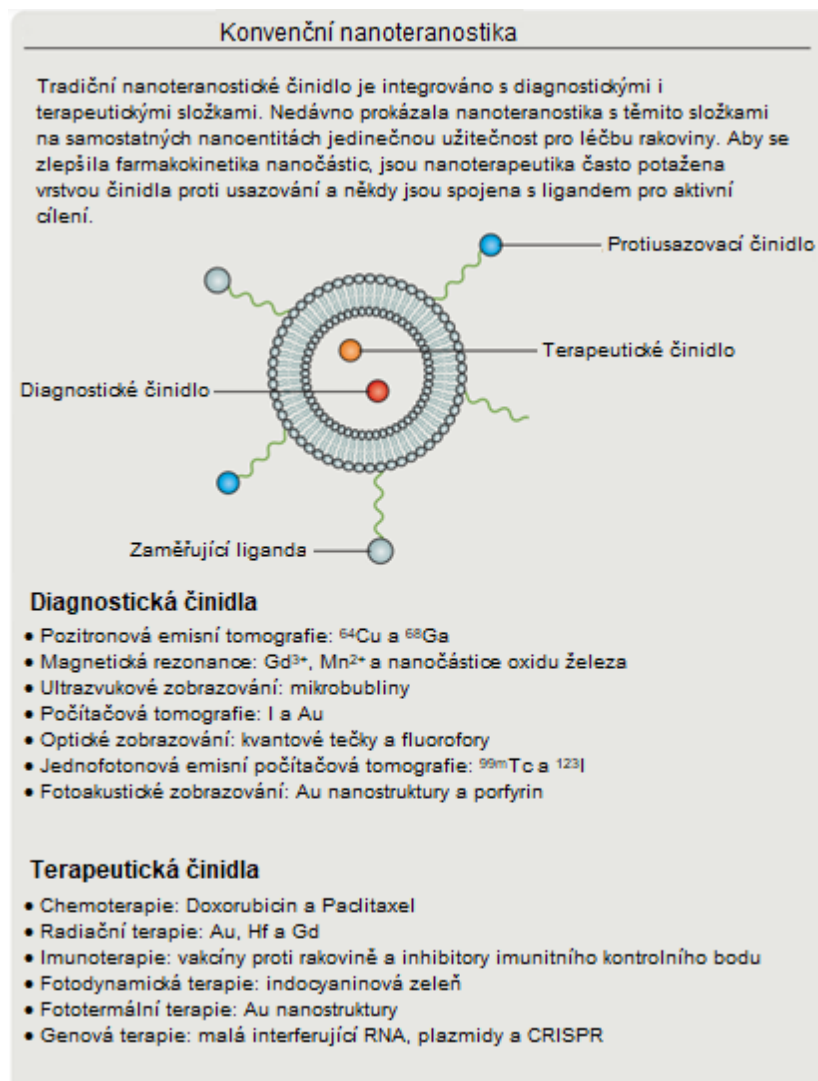 Konvenční nanoteranostika
Tradiční nanoteranostické činidlo je integrováno s diagnostickými i
terapeutickými složkami. Nedávno prokázala nanoteranostika s těmito složkami
na samostatných nanoentitách jedinečnou užitečnost pro léčbu rakoviny. Aby se
zlepšila farmakokinetika nanočástic, jsou nanoterapeutika často potažena
vrstvou činidla proti usazování a někdy jsou spojena s ligandem pro aktivní
cílení.
Protiusazovací činidlo
Terapeutické činidlo
Diagnostické činidlo
Zaměřující liganda
Diagnostická činidla
● Pozitronová emisní tomografie: ⁶⁴Cu a ⁶⁸Ga
● Magnetická rezonance: Gd³⁺, Mn²⁺ a nanočástice oxidu železa
● Ultrazvukové zobrazování: mikrobubliny
● Počítačová tomografie: I a Au
● Optické zobrazování: kvantové tečky a fluorofory
● Jednofotonová emisní počítačová tomografie: ⁹⁹ᵐTc a ¹²³I
● Fotoakustické zobrazování: Au nanostruktury a porfyrin
Terapeutická činidla
● Chemoterapie: Doxorubicin a Paclitaxel
● Radiační terapie: Au, Hf a Gd
● Imunoterapie: vakcíny proti rakovině a inhibitory imunitního kontrolního bodu
● Fotodynamická terapie: indocyaninová zeleň
● Fototermální terapie: Au nanostruktury
● Genová terapie: malá interferující RNA, plazmidy a CRISPR